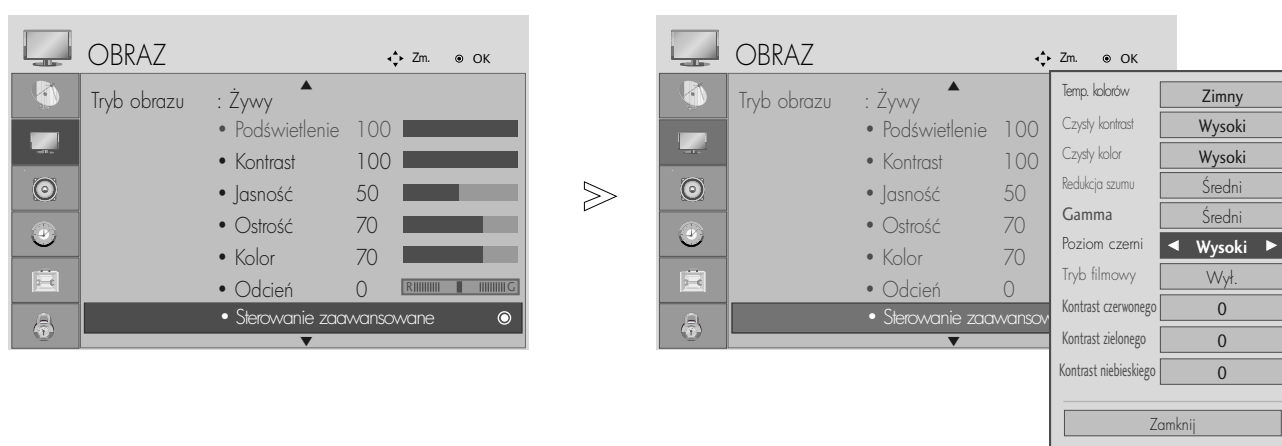 OBRAZ Zm. OK
Tryb obrazu : Żywy
• Podświetlenie 100
• Kontrast 100
• Jasność 50
• Ostrość 70
• Kolor 70
• Odcień 0 R G
• Sterowanie zaawansowane
OBRAZ Zm. OK
Tryb obrazu : Żywy
• Podświetlenie 100
• Kontrast 100
• Jasność 50
• Ostrość 70
• Kolor 70
• Odcień 0
• Sterowanie zaawansow
Temp. kolorów Zimny
Czysty kontrast Wysoki
Czysty kolor Wysoki
Redukcja szumu Średni
Gamma Średni
Poziom czerni ◄ Wysoki ►
Tryb filmowy Wył.
Kontrast czerwonego 0
Kontrast zielonego 0
Kontrast niebieskiego 0
Zamknij